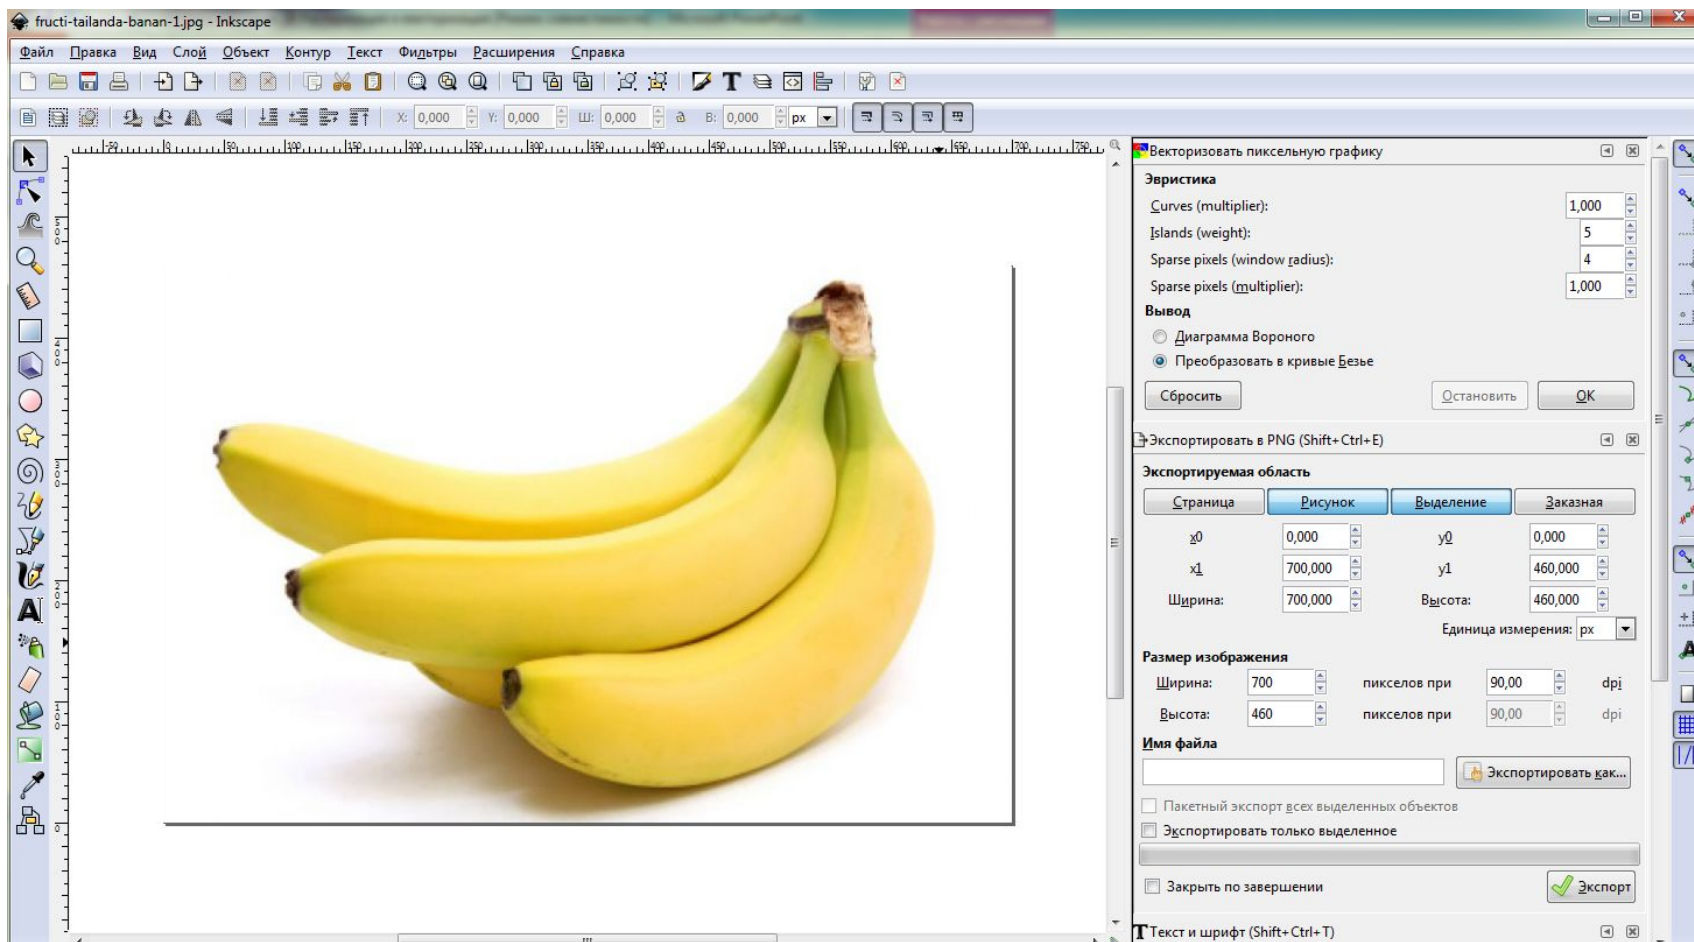 fructi-tailanda-banan-1.jpg - Inkscape
Файл Правка Вид Слой Объект Контур Текст Фильтры Расширения Справка
X: 0,000 Y: 0,000 Ш: 0,000 В: 0,000 px
Векторизовать пиксельную графику
Эвристика
Curves (multiplier): 1,000
Islands (weight): 5
Sparse pixels (window radius): 4
Sparse pixels (multiplier): 1,000
Вывод
Диаграмма Вороного
Преобразовать в кривые Безье
Сбросить Остановить OK
Экспортировать в PNG (Shift+Ctrl+E)
Экспортируемая область
Страница Рисунок Выделение Заказная
x0 0,000 y0 0,000
x1 700,000 y1 460,000
Ширина: 700,000 Высота: 460,000
Единица измерения: px
Размер изображения
Ширина: 700 пикселов при 90,00 dpi
Высота: 460 пикселов при 90,00 dpi
Имя файла
Экспортировать как...
Пакетный экспорт всех выделенных объектов
Экспортировать только выделенное
Закрыть по завершении Экспорт
Текст и шрифт (Shift+Ctrl+T)